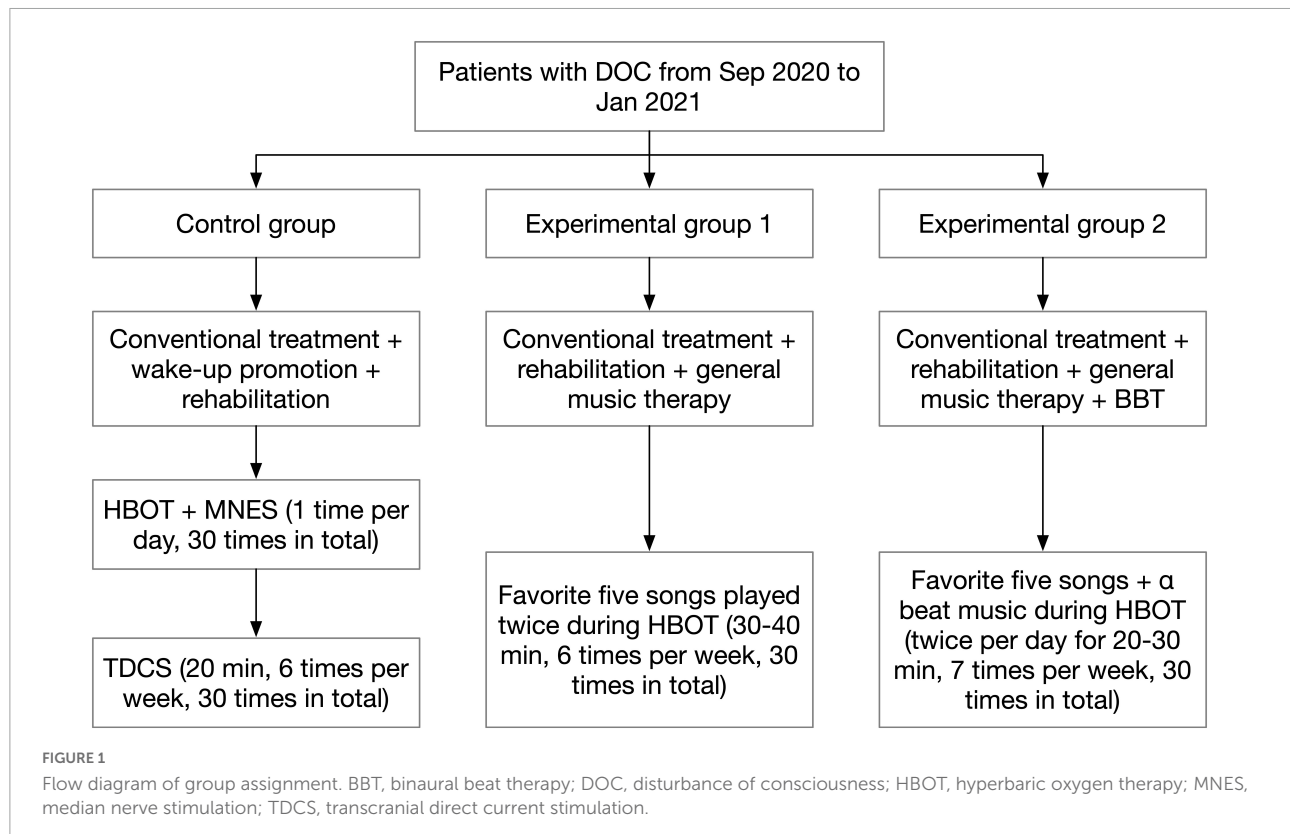 Patients with DOC from Sep 2020 to
Jan 2021
Control group
Experimental group 1
Experimental group 2
Conventional treatment +
wake-up promotion +
rehabilitation
Conventional treatment +
rehabilitation + general
music therapy
Conventional treatment +
rehabilitation + general
music therapy + BBT
HBOT + MNES (1 time per
day, 30 times in total)
TDCS (20 min, 6 times per
week, 30 times in total)
Favorite five songs played
twice during HBOT (30-40
min, 6 times per week, 30
times in total)
Favorite five songs + α
beat music during HBOT
(twice per day for 20-30
min, 7 times per week, 30
times in total)
FIGURE 1
Flow diagram of group assignment. BBT, binaural beat therapy; DOC, disturbance of consciousness; HBOT, hyperbaric oxygen therapy; MNES,
median nerve stimulation; TDCS, transcranial direct current stimulation.